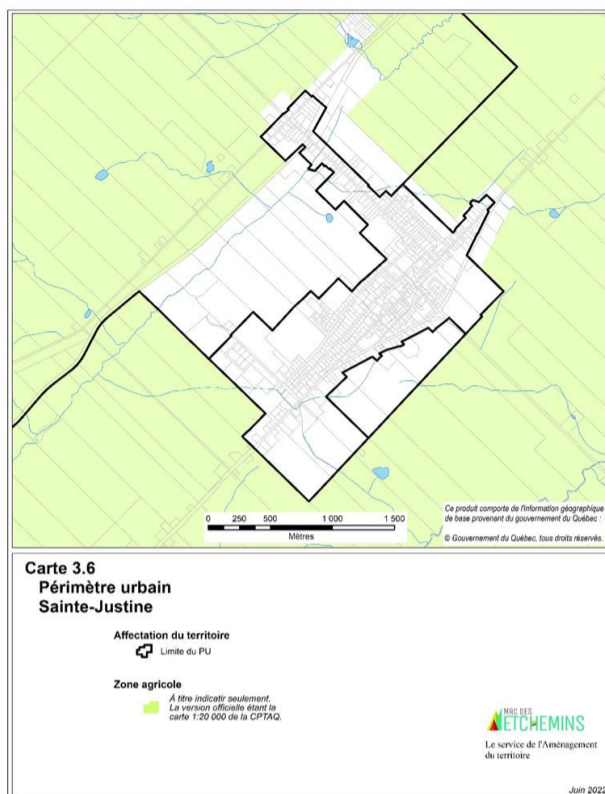 0 250 500 1 000 1 500
Mètres
Ce produit comporte de l'information géographique
de base provenant du gouvernement du Québec :
© Gouvernement du Québec, tous droits réservés.
Carte 3.6
Périmètre urbain
Sainte-Justine
Affectation du territoire
Limite du PU
Zone agricole
À titre indicatif seulement.
La version officielle étant la
carte 1:20 000 de la CPTAQ.
MRC DES
ETCHEMINS
Le service de l'Aménagement
du territoire
Juin 2022